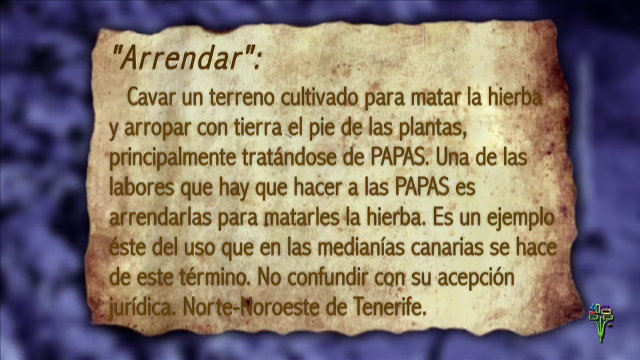 "Arrendar":
Cavar un terreno cultivado para matar la hierba
y arropar con tierra el pie de las plantas,
principalmente tratándose de PAPAS. Una de las
labores que hay que hacer a las PAPAS es
arrendarlas para matarles la hierba. Es un ejemplo
éste del uso que en las medianías canarias se hace
de este término. No confundir con su acepción
jurídica. Norte-Noroeste de Tenerife.